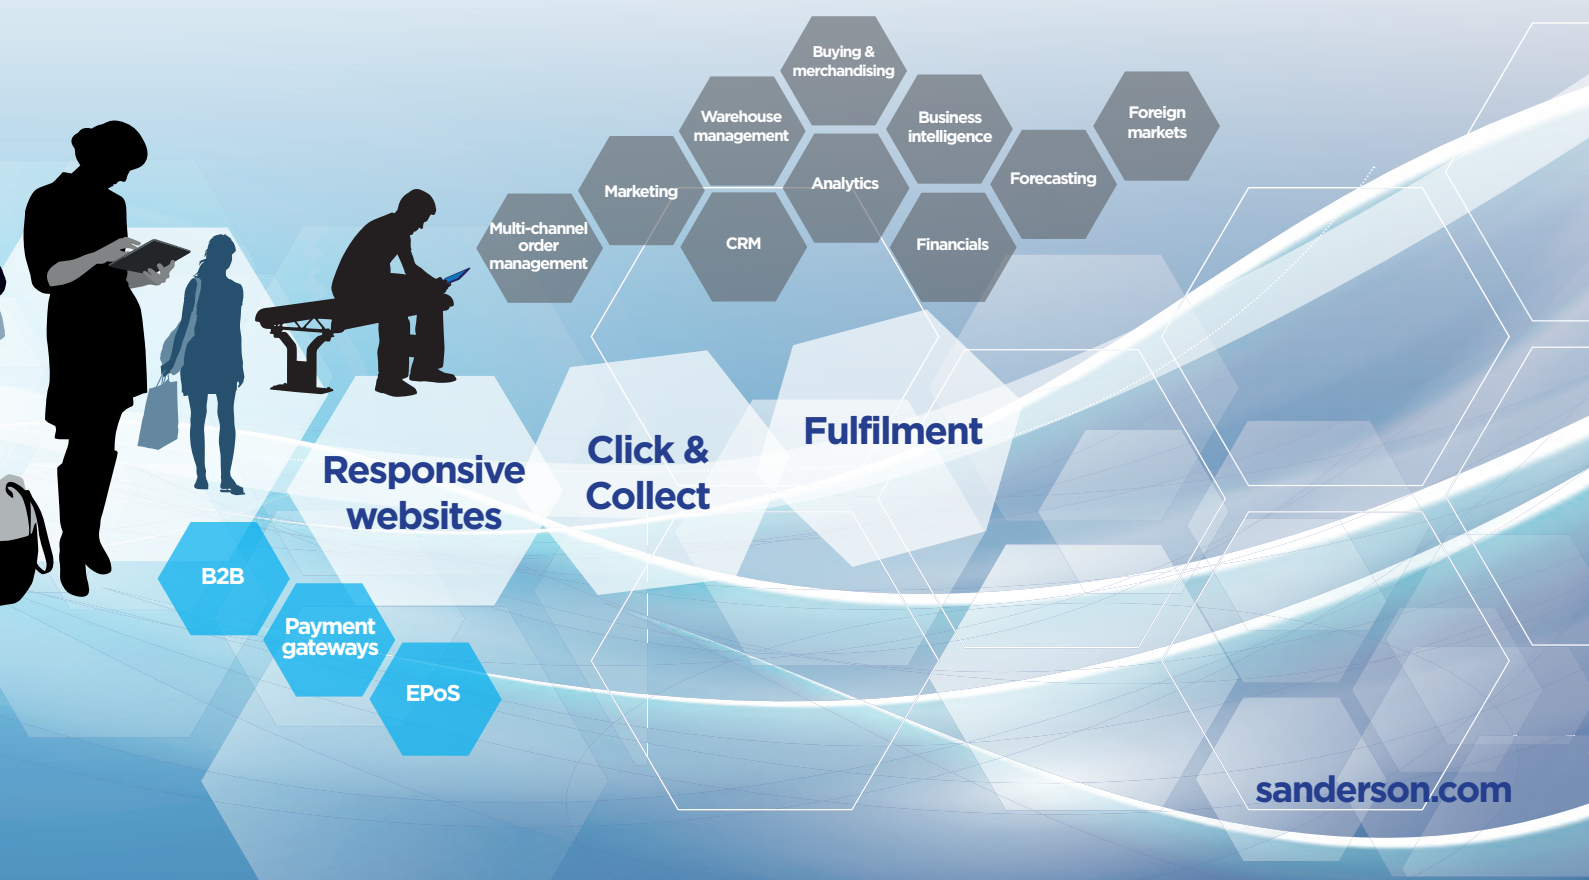 Buying &
merchandising
Warehouse
management
Business
intelligence
Foreign
markets
Marketing
Analytics
Forecasting
Multi-channel
order
management
CRM
Financials
Responsive
websites
Click &
Collect
Fulfilment
B2B
Payment
gateways
EPoS
sanderson.com